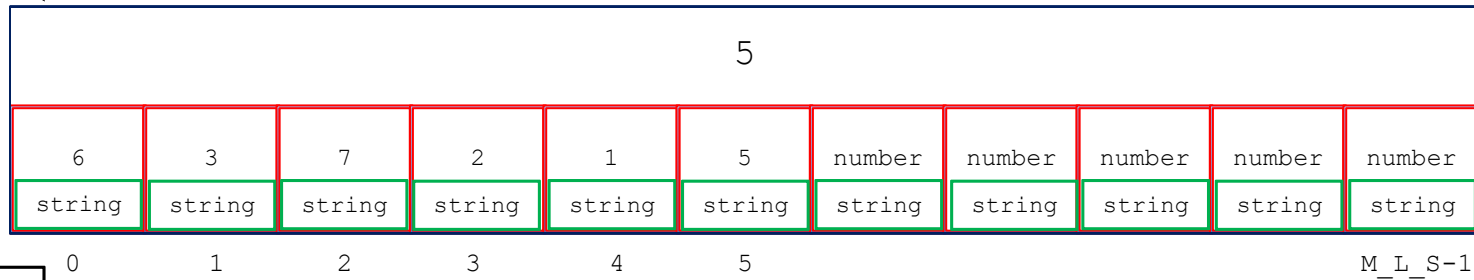 5
6 3 7 2 1 5 number number number number number
string string string string string string string string string string string
0 1 2 3 4 5 M_L_S-1